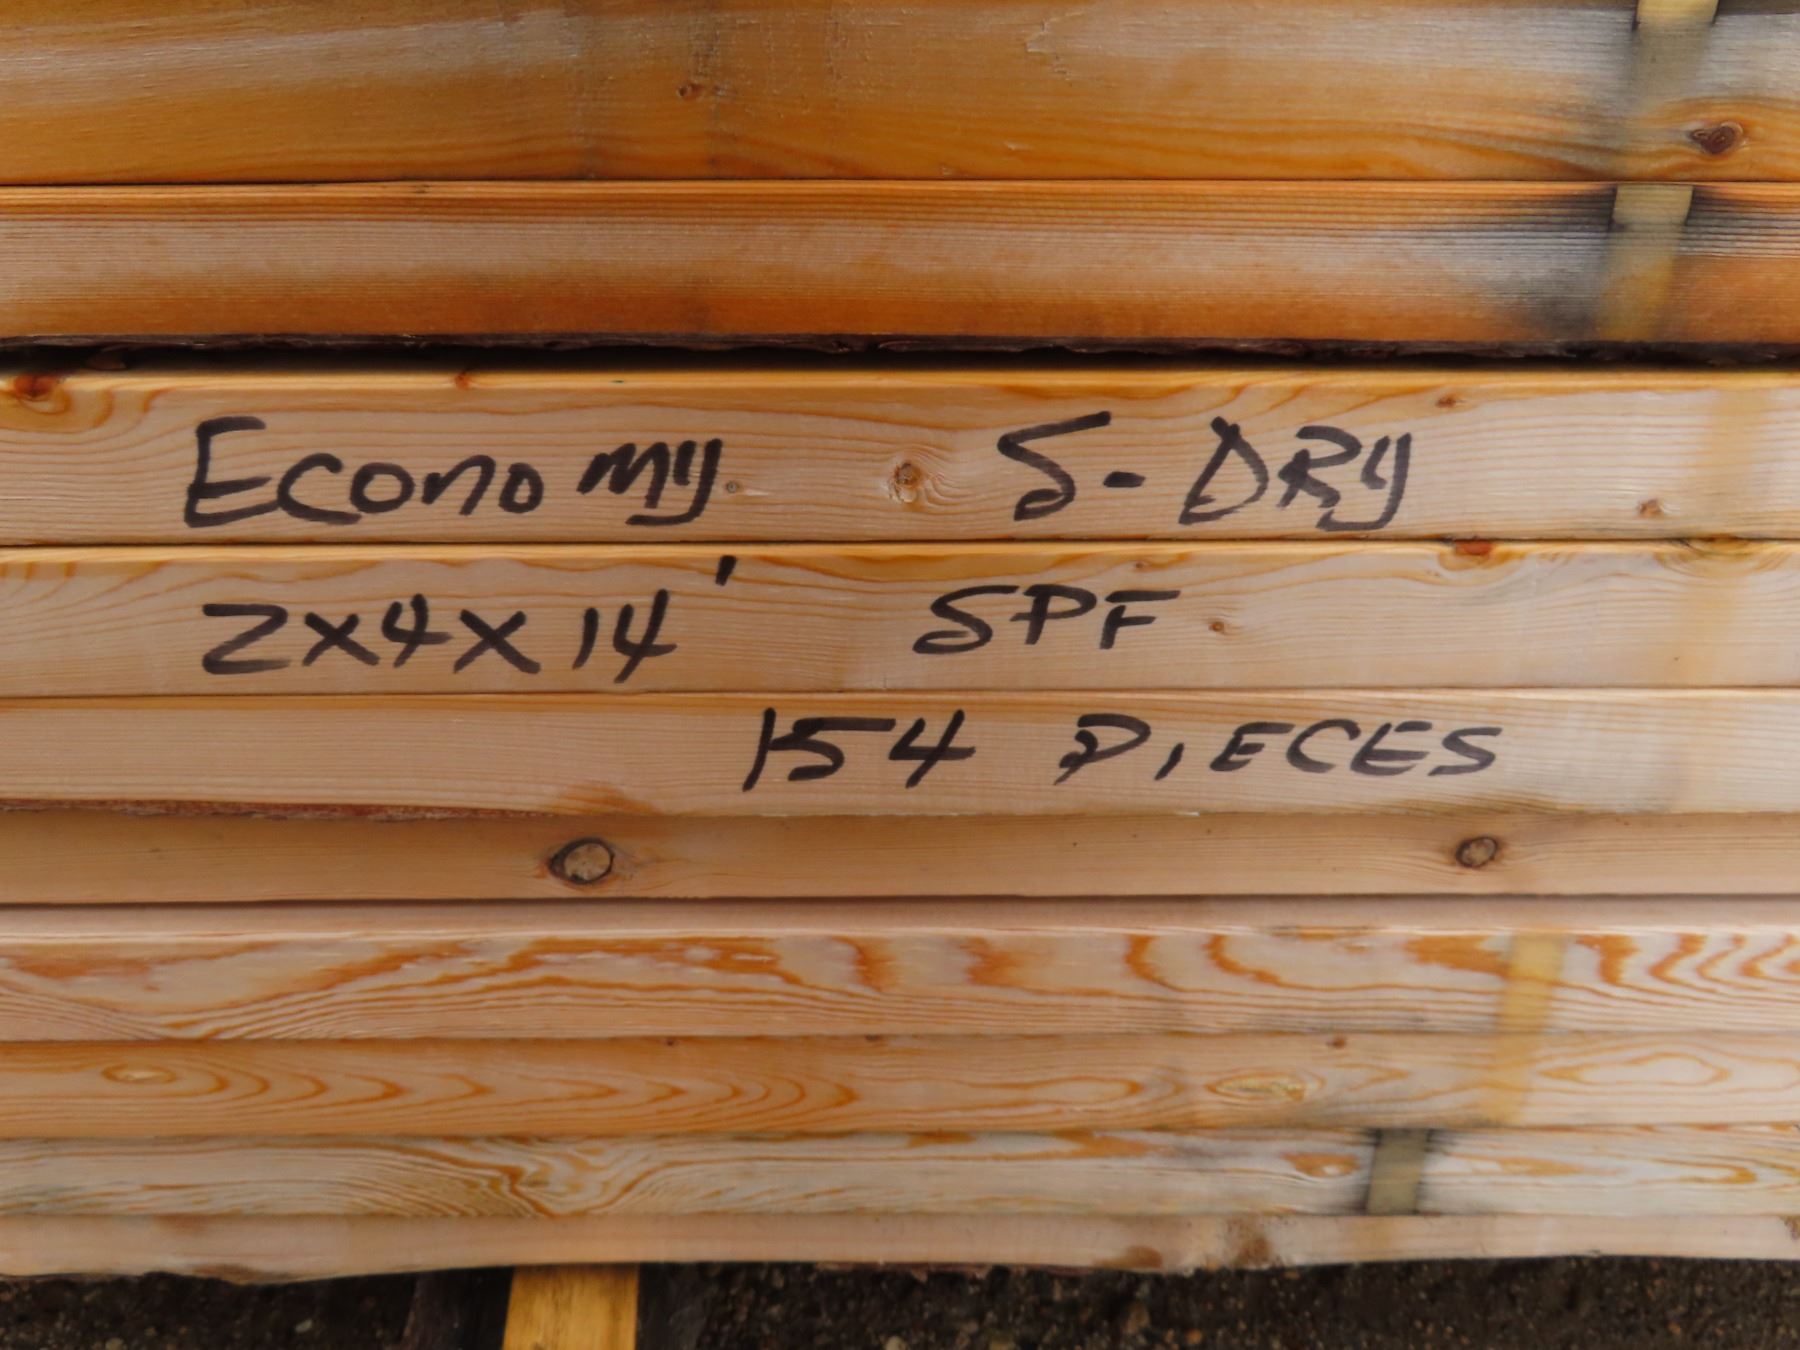 Economy S-DRY
2x4x14' SPF
154 PIECES